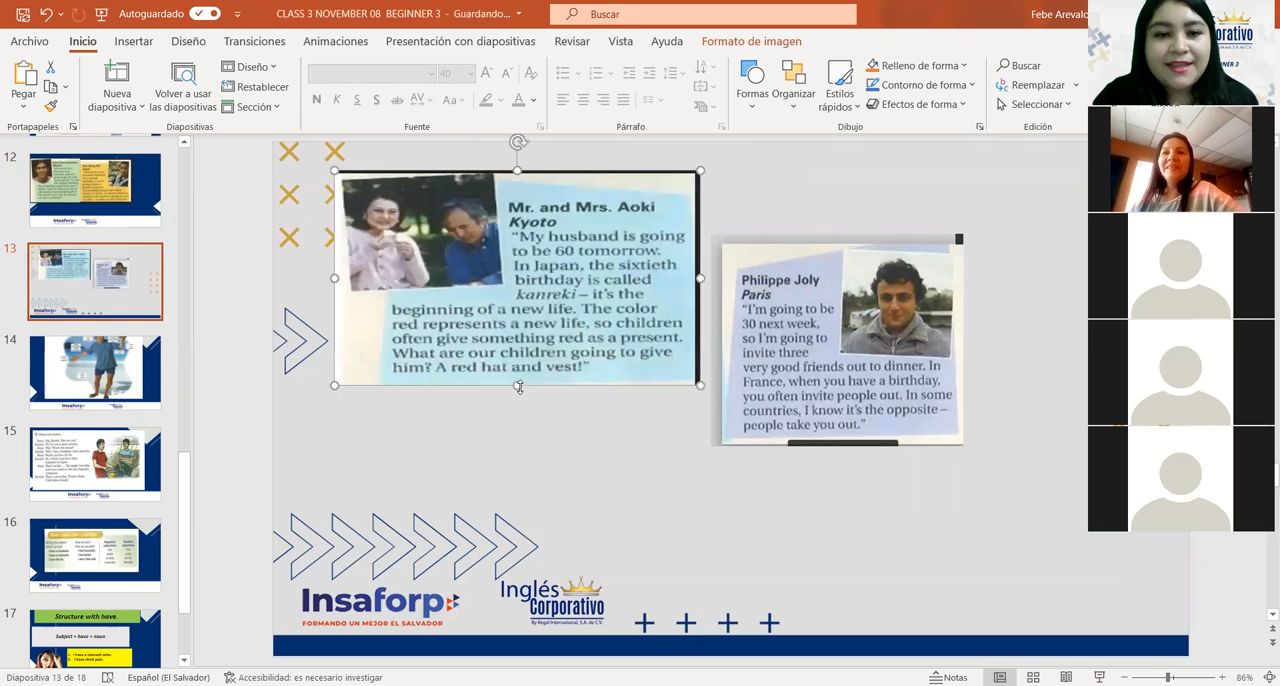 Autoguardado
CLASS 3 NOVEMBER 08 BEGINNER 3 - Guardando...
Buscar
Febe Arevalo
Archivo Inicio Insertar Diseño Transiciones Animaciones Presentación con diapositivas Revisar Vista Ayuda Formato de imagen
Pegar
Nueva diapositiva
Volver a usar las diapositivas
Diseño
Restablecer
Sección
40
N K S S ab AV Aa A
Formas
Organizar
Estilos rápidos
Relleno de forma
Contorno de forma
Efectos de forma
Buscar
Reemplazar
Seleccionar
Portapapeles
Diapositivas
Fuente
Párrafo
Dibujo
Edición
12
13
14
15
16
17
Structure with have.
Subject + have + noun
Mr. and Mrs. Aoki
Kyoto
“My husband is going
to be 60 tomorrow.
In Japan, the sixtieth
birthday is called
kanreki – it’s the
beginning of a new life. The color
red represents a new life, so children
often give something red as a present.
What are our children going to give
him? A red hat and vest!”
Philippe Joly
Paris
“I’m going to be
30 next week,
so I’m going to
invite three
very good friends out to dinner. In
France, when you have a birthday,
you often invite people out. In some
countries, I know it’s the opposite –
people take you out.”
Insaforp
FORMANDO UN MEJOR EL SALVADOR
Inglés
Corporativo
By Regal International, S.A. de C.V.
Diapositiva 13 de 18
Español (El Salvador)
Accesibilidad: es necesario investigar
Notas
86%